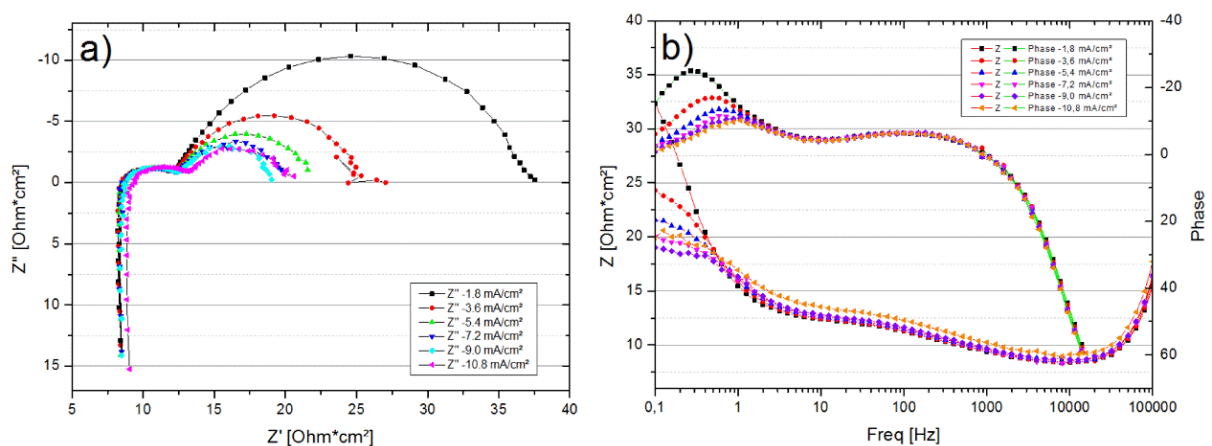 a)
-10
-5
0
5
10
15
Z'' [Ohm*cm²]
5
10
15
20
25
30
35
40
Z' [Ohm*cm²]
Z'' -1.8 mA/cm²
Z'' -3.6 mA/cm²
Z'' -5.4 mA/cm²
Z'' -7.2 mA/cm²
Z'' -9.0 mA/cm²
Z'' -10.8 mA/cm²
b)
40
35
30
25
20
15
10
5
Z [Ohm*cm²]
0,1
1
10
100
1000
10000
100000
Freq [Hz]
-40
-20
0
20
40
60
Phase
Z Phase -1,8 mA/cm²
Z Phase -3,6 mA/cm²
Z Phase -5,4 mA/cm²
Z Phase -7,2 mA/cm²
Z Phase -9,0 mA/cm²
Z Phase -10,8 mA/cm²